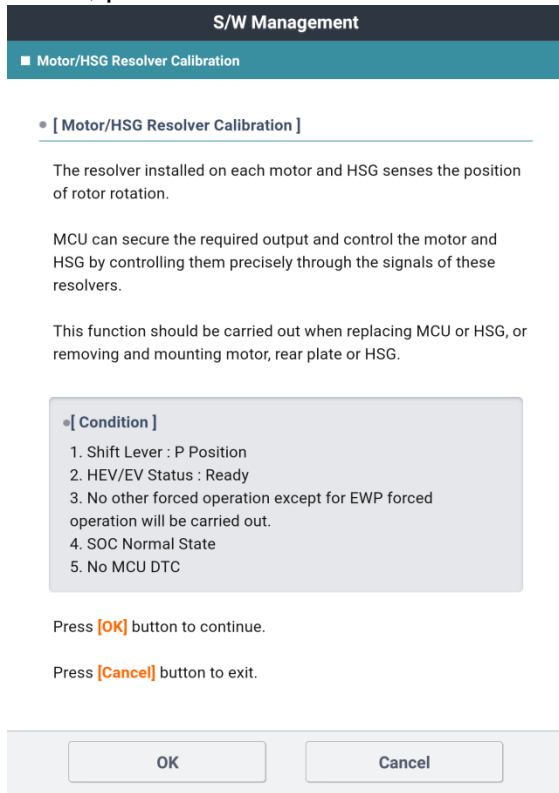 S/W Management
Motor/HSG Resolver Calibration
[ Motor/HSG Resolver Calibration ]
The resolver installed on each motor and HSG senses the position
of rotor rotation.
MCU can secure the required output and control the motor and
HSG by controlling them precisely through the signals of these
resolvers.
This function should be carried out when replacing MCU or HSG, or
removing and mounting motor, rear plate or HSG.
[ Condition ]
1. Shift Lever : P Position
2. HEV/EV Status : Ready
3. No other forced operation except for EWP forced
operation will be carried out.
4. SOC Normal State
5. No MCU DTC
Press [OK] button to continue.
Press [Cancel] button to exit.
OK Cancel